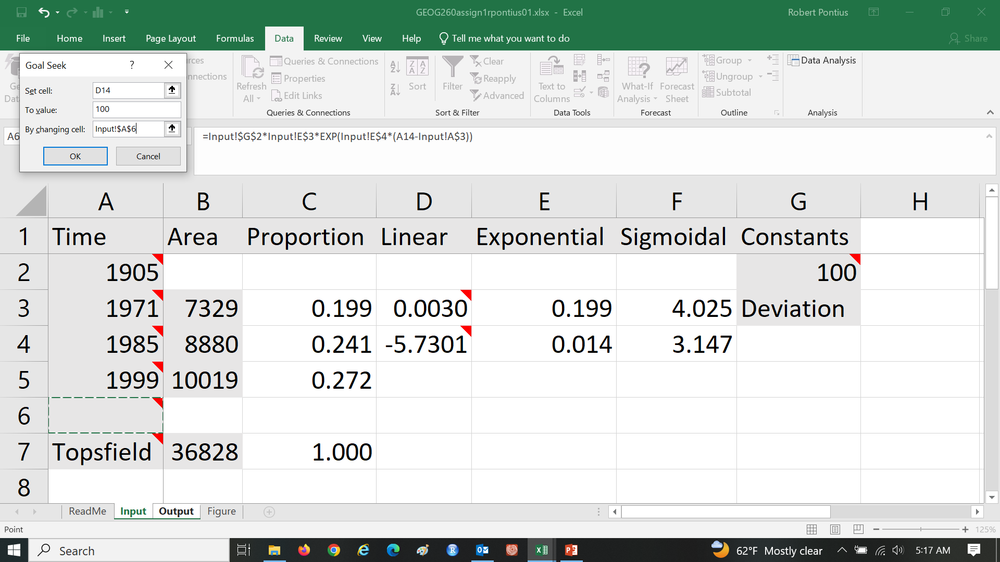 GEOG260assign1rpontius01.xlsx - Excel
Robert Pontius
File Home Insert Page Layout Formulas Data Review View Help Tell me what you want to do
Share
Goal Seek ?
Set cell: D14
To value: 100
By changing cell: Input!$A$6
OK Cancel
Refresh All
Queries & Connections
Properties
Edit Links
Queries & Connections
Sort
Filter
Clear
Reapply
Advanced
Sort & Filter
Text to Columns
Data Tools
What-If Analysis
Forecast Sheet
Forecast
Group
Ungroup
Subtotal
Outline
Data Analysis
Analysis
=Input!$G$2*Input!E$3*EXP(Input!E$4*(A14-Input!A$3))
A B C D E F G H
1 Time Area Proportion Linear Exponential Sigmoidal Constants
2 1905 100
3 1971 7329 0.199 0.0030 0.199 4.025 Deviation
4 1985 8880 0.241 -5.7301 0.014 3.147
5 1999 10019 0.272
6
7 Topsfield 36828 1.000
8
ReadMe Input Output Figure
Point
125%
Search
62°F Mostly clear
5:17 AM